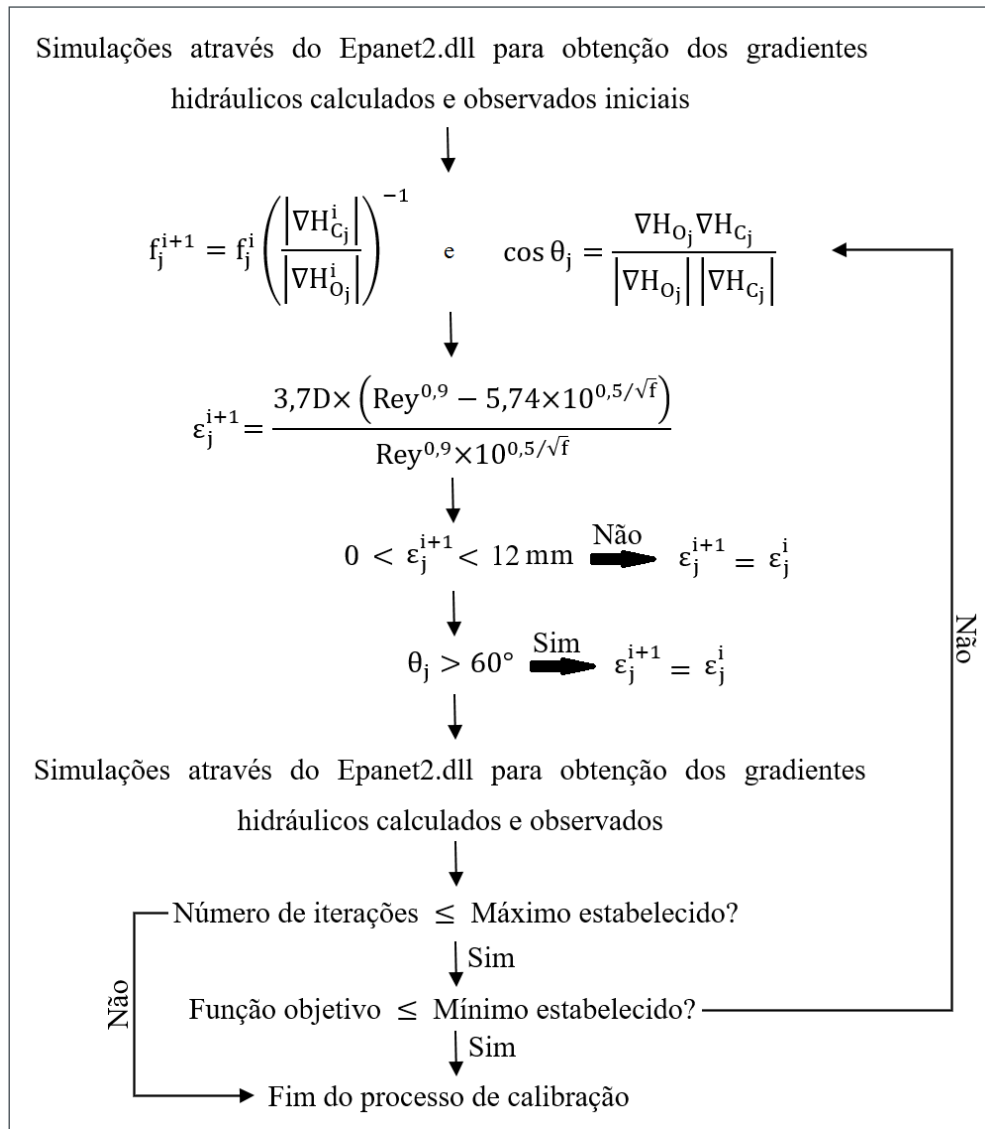 Simulações através do Epanet2.dll para obtenção dos gradientes
hidráulicos calculados e observados iniciais
f_j^{i+1} = f_j^i (|∇H_{C_j}^i| / |∇H_{O_j}^i|)^{−1} e cos θ_j = ∇H_{O_j}∇H_{C_j} / |∇H_{O_j}| |∇H_{C_j}|
ε_j^{i+1} = 3,7D× (Rey^{0,9} − 5,74×10^{0,5/√f}) / Rey^{0,9}×10^{0,5/√f}
0 < ε_j^{i+1} < 12 mm Não ε_j^{i+1} = ε_j^i
θ_j > 60° Sim ε_j^{i+1} = ε_j^i
Não
Simulações através do Epanet2.dll para obtenção dos gradientes
hidráulicos calculados e observados
Número de iterações ≤ Máximo estabelecido?
Sim
Não
Função objetivo ≤ Mínimo estabelecido?
Sim
Fim do processo de calibração